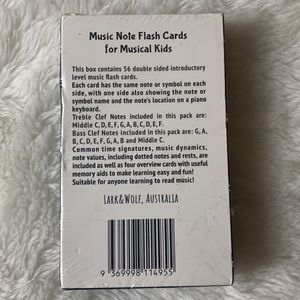 Music Note Flash Cards
for Musical Kids
This box contains 56 double sided introductory
level music flash cards.
Each card has the same note or symbol on each
side, with one side also showing the note or
symbol name and the note's location on a piano
keyboard.
Treble Clef Notes included in this pack are:
Middle C, D, E, F, G, A, B, C, D, E, F.
Bass Clef Notes included in this pack are: G, A,
B, C, D, E, F, G, A, B and Middle C.
Common time signatures, music dynamics,
note values, including dotted notes and rests, are
included as well as four overview cards with useful
memory aids to make learning easy and fun!
Suitable for anyone learning to read music!
Lark&Wolf, Australia
9 369998 114955